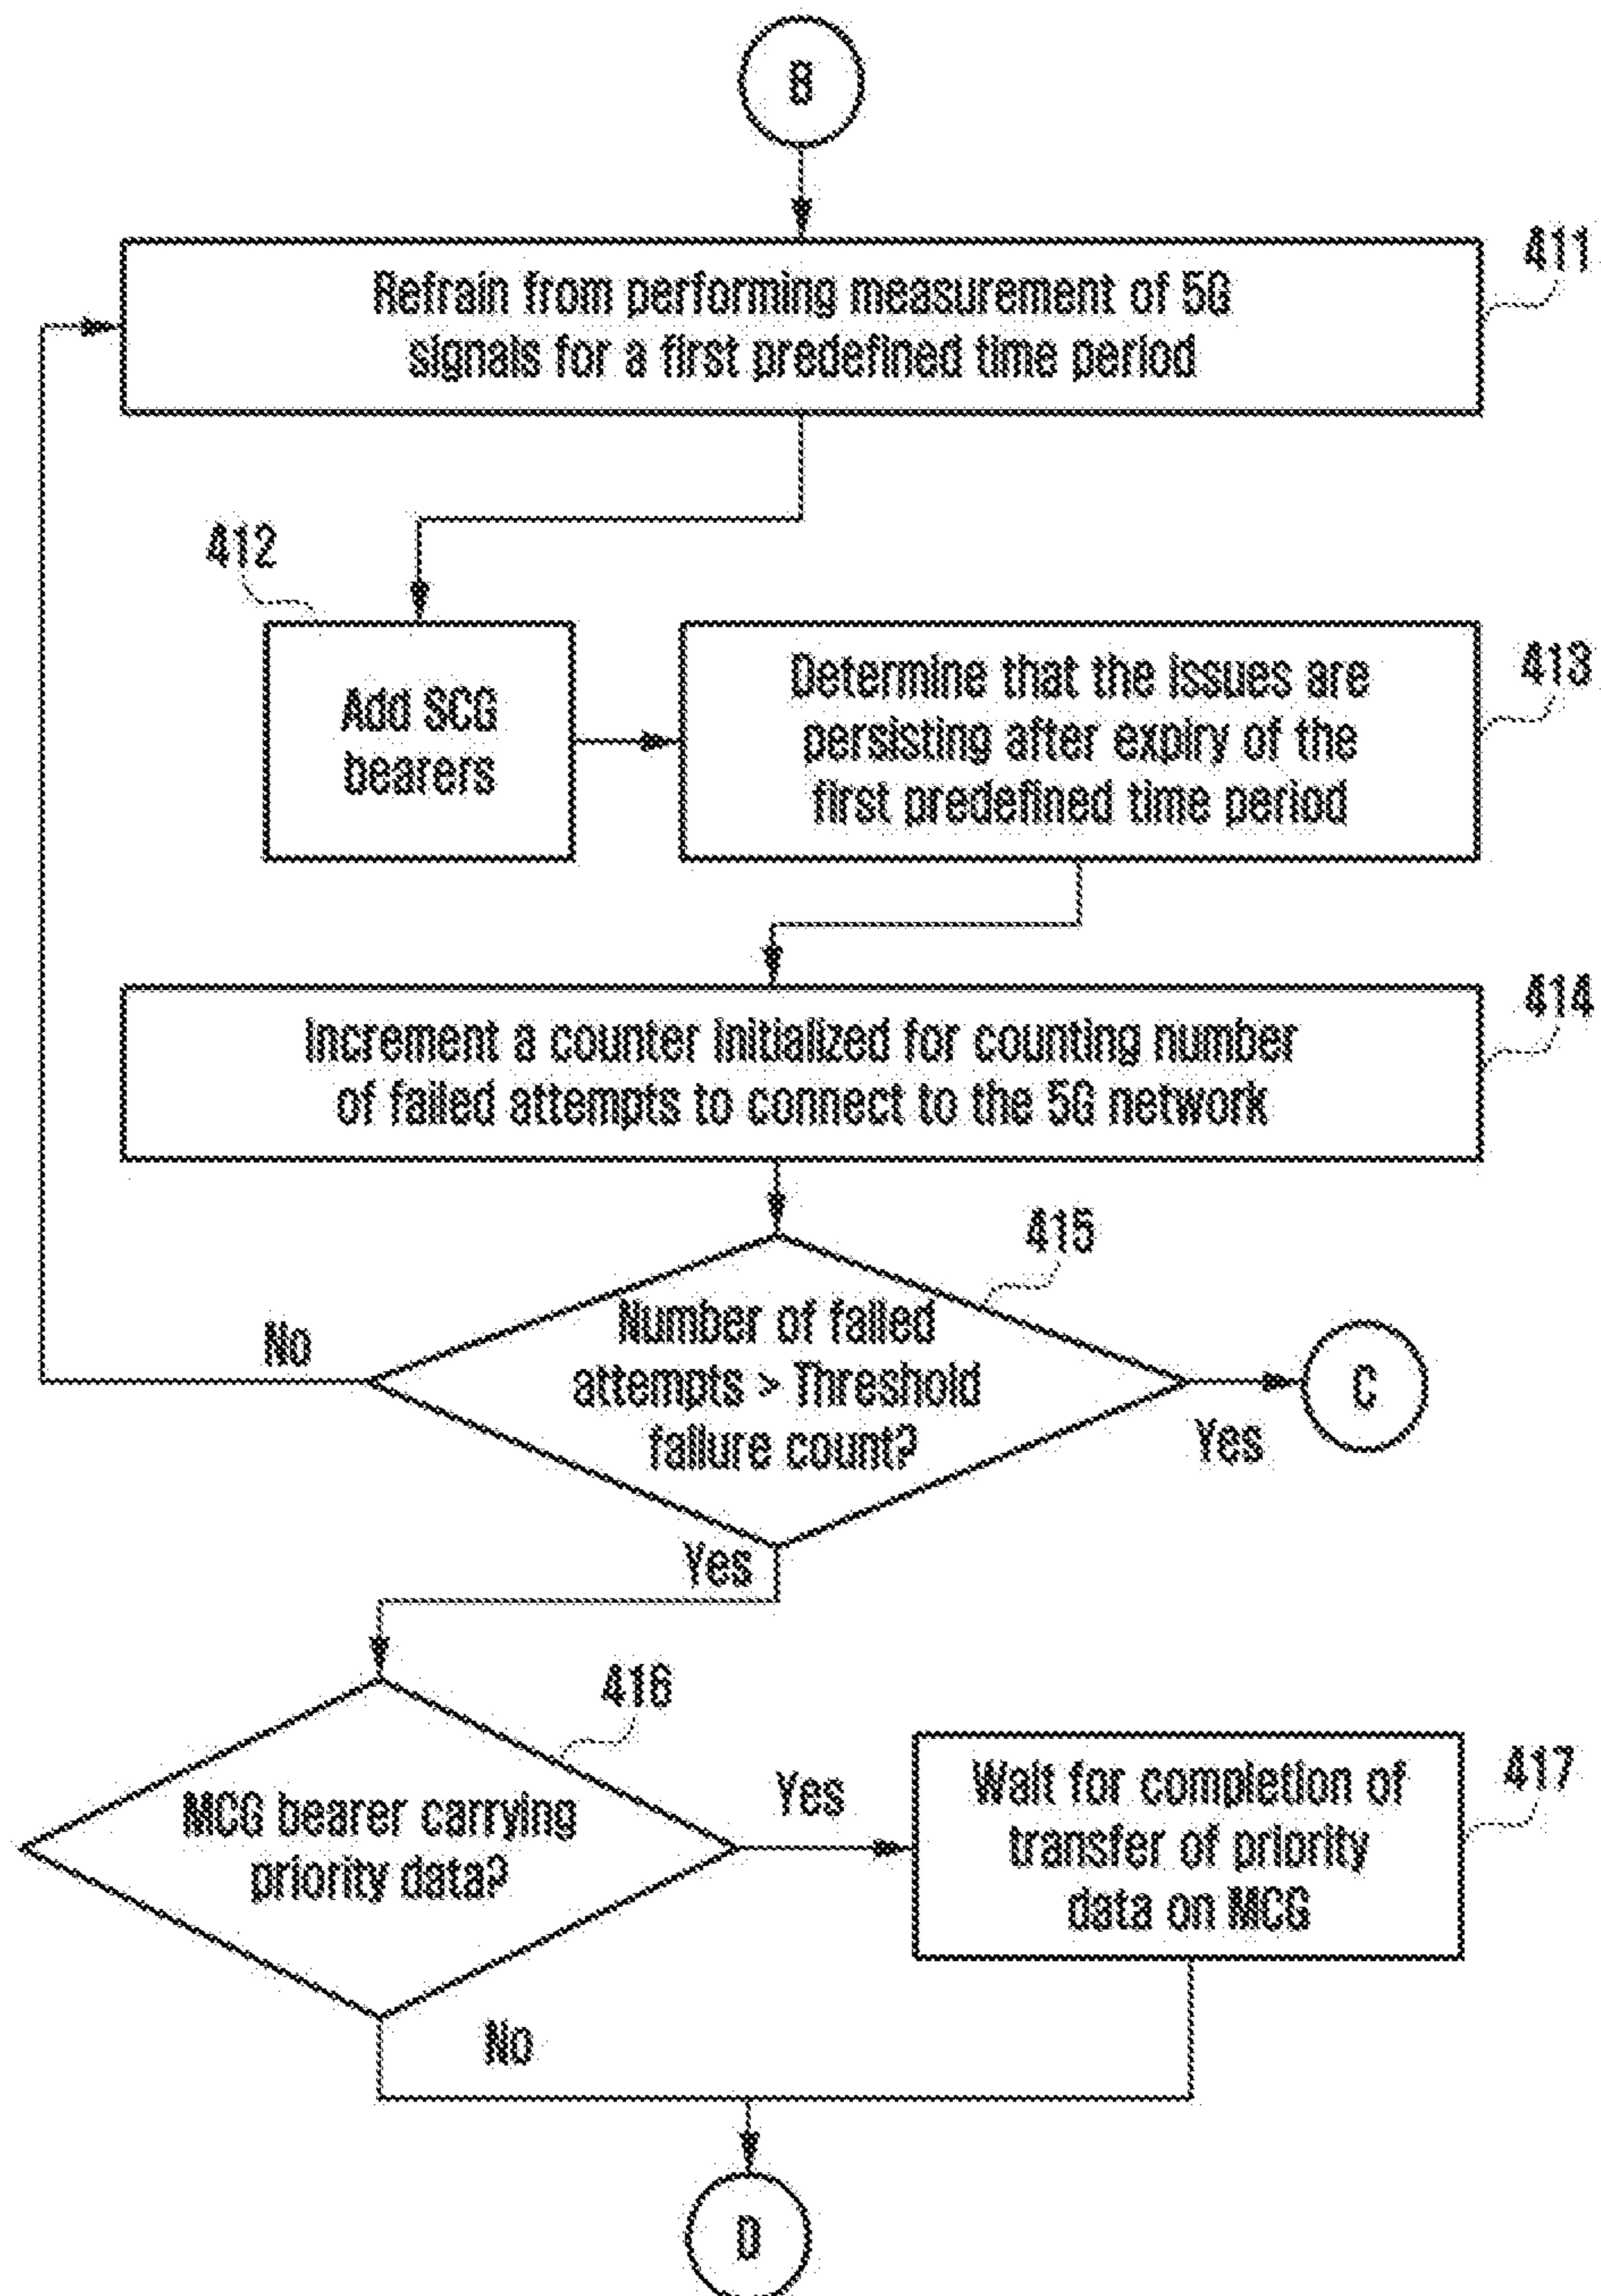 B
411
Refrain from performing measurement of 5G
signals for a first predefined time period
412
Add SCG
bearers
413
Determine that the issues are
persisting after expiry of the
first predefined time period
414
Increment a counter initialized for counting number
of failed attempts to connect to the 5G network
415
Number of failed
attempts > Threshold
failure count?
No
Yes
C
Yes
416
MCG bearer carrying
priority data?
Yes
417
Wait for completion of
transfer of priority
data on MCG
No
D